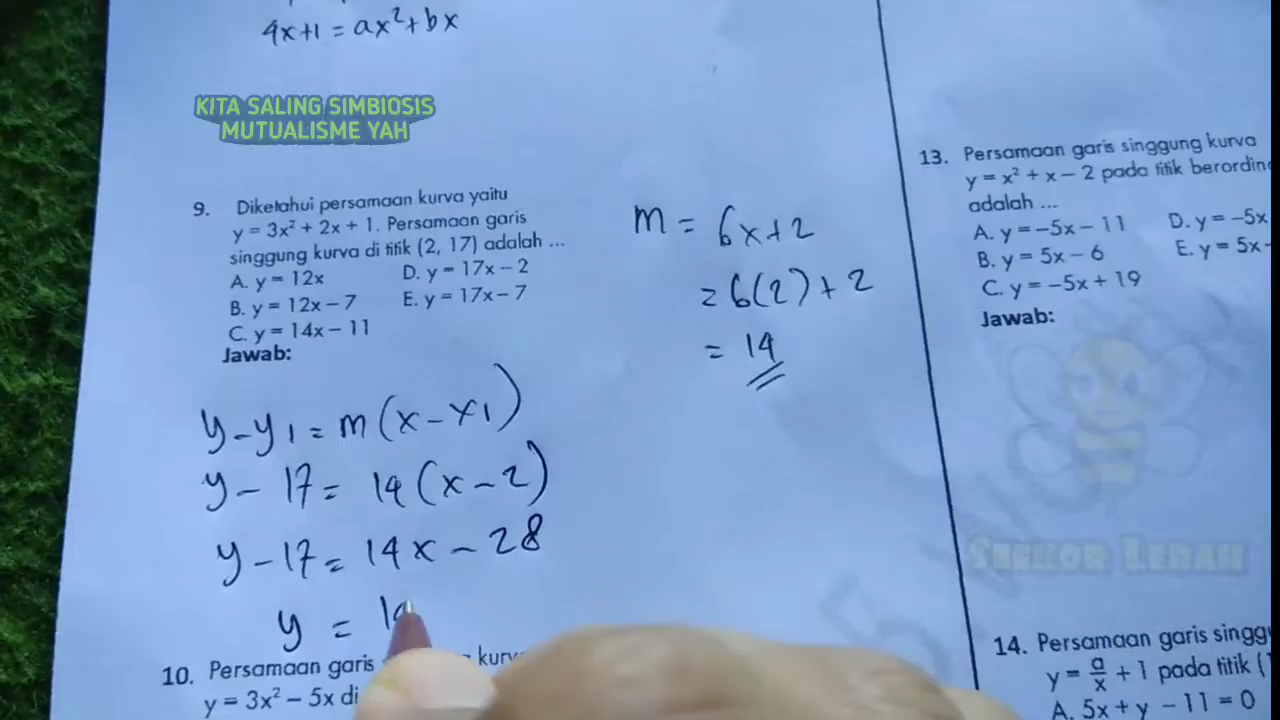 4x+1 = ax²+bx
KITA SALING SIMBIOSIS
MUTUALISME YAH
9. Diketahui persamaan kurva yaitu
y = 3x² + 2x + 1. Persamaan garis
singgung kurva di titik (2, 17) adalah ...
A. y = 12x
D. y = 17x – 2
B. y = 12x – 7
E. y = 17x – 7
C. y = 14x – 11
Jawab:
y – y1 = m(x – x1)
y – 17 = 14(x – 2)
y – 17 = 14x – 28
y =
m = 6x+2
= 6(2) + 2
= 14
10. Persamaan garis
y = 3x² – 5x di
13. Persamaan garis singgung kurva
y = x² + x – 2 pada titik
adalah ...
A. y = –5x – 11
D. y = –5x
B. y = 5x – 6
E. y = 5x
C. y = –5x + 19
Jawab:
SEEKOR LEBAH
14. Persamaan garis
y = a/x + 1 pada titik (
A. 5x + y – 11 = 0